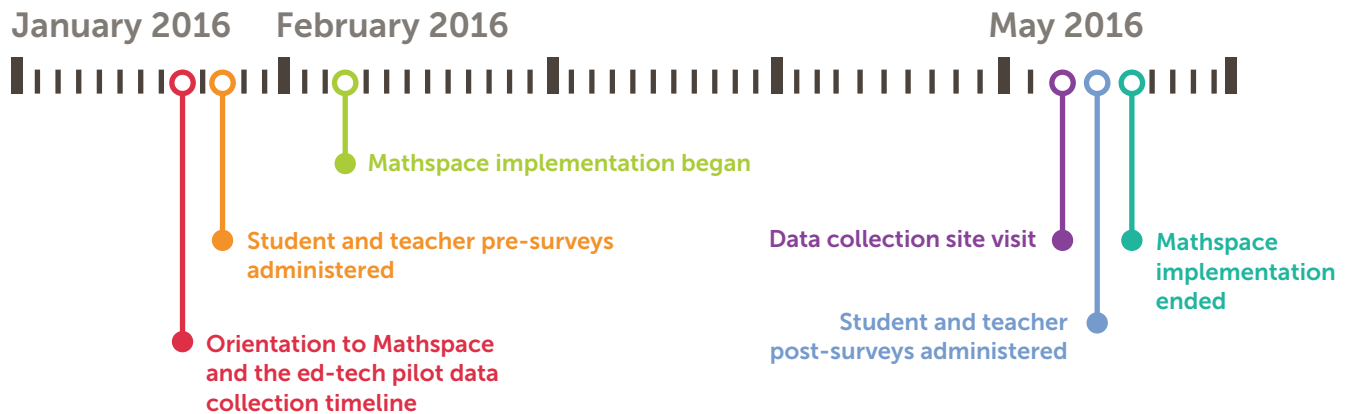 January 2016 February 2016 May 2016
Mathspace implementation began
Student and teacher pre-surveys
administered
Orientation to Mathspace
and the ed-tech pilot data
collection timeline
Data collection site visit
Student and teacher
post-surveys administered
Mathspace
implementation
ended